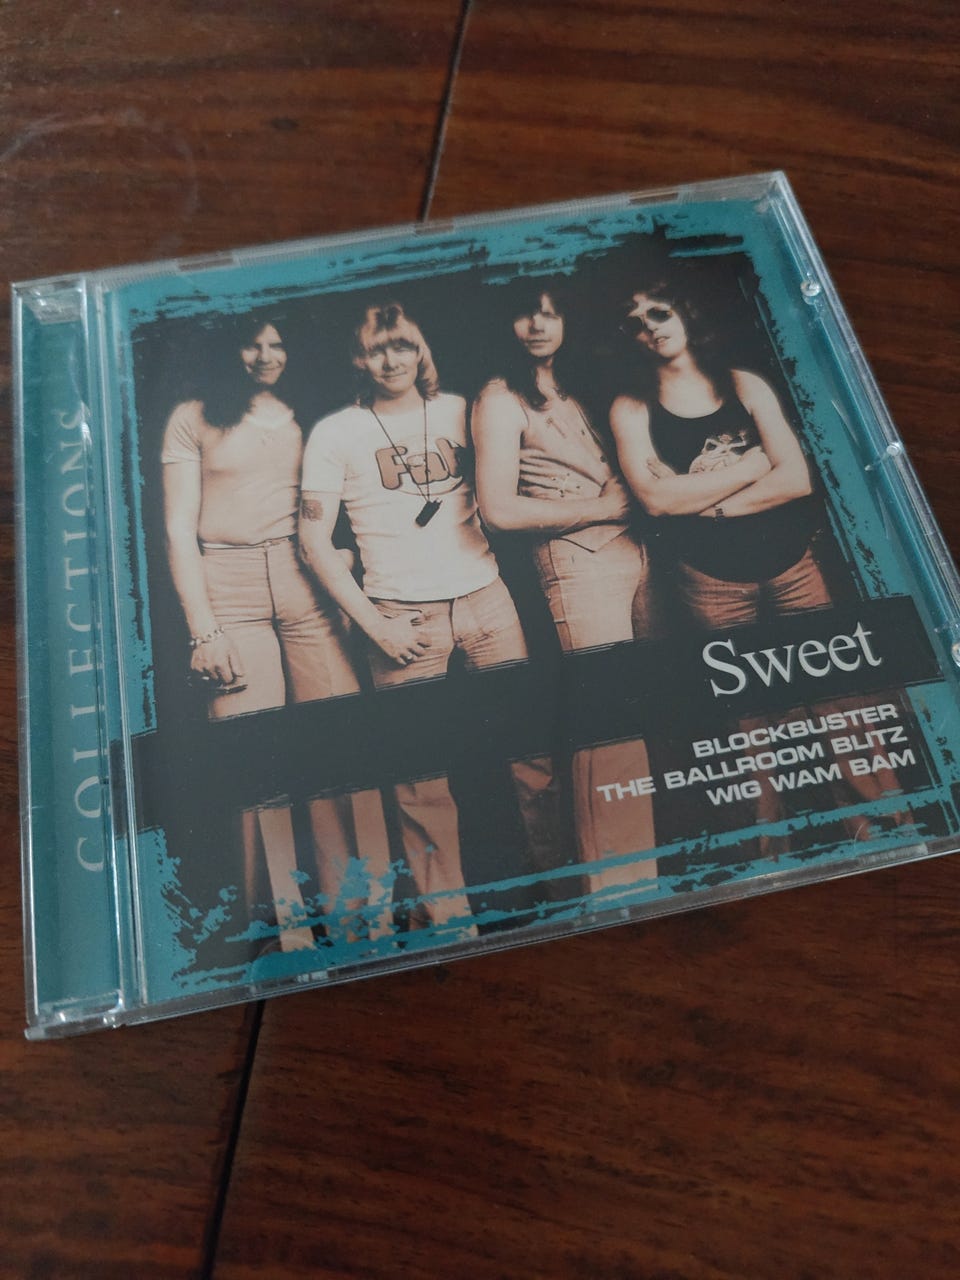 COLLECTIONS
Sweet
BLOCKBUSTER
THE BALLROOM BLITZ
WIG WAM BAM